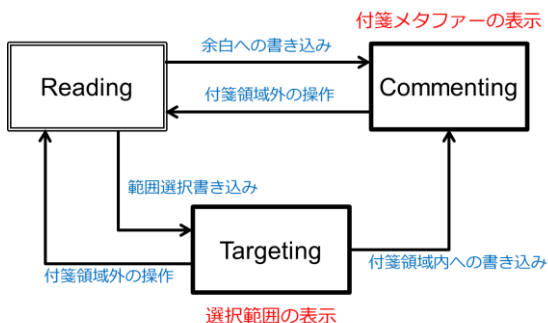 付箋メタファーの表示
余白への書き込み
Reading
Commenting
付箋領域外の操作
範囲選択書き込み
Targeting
付箋領域外の操作
付箋領域内への書き込み
選択範囲の表示